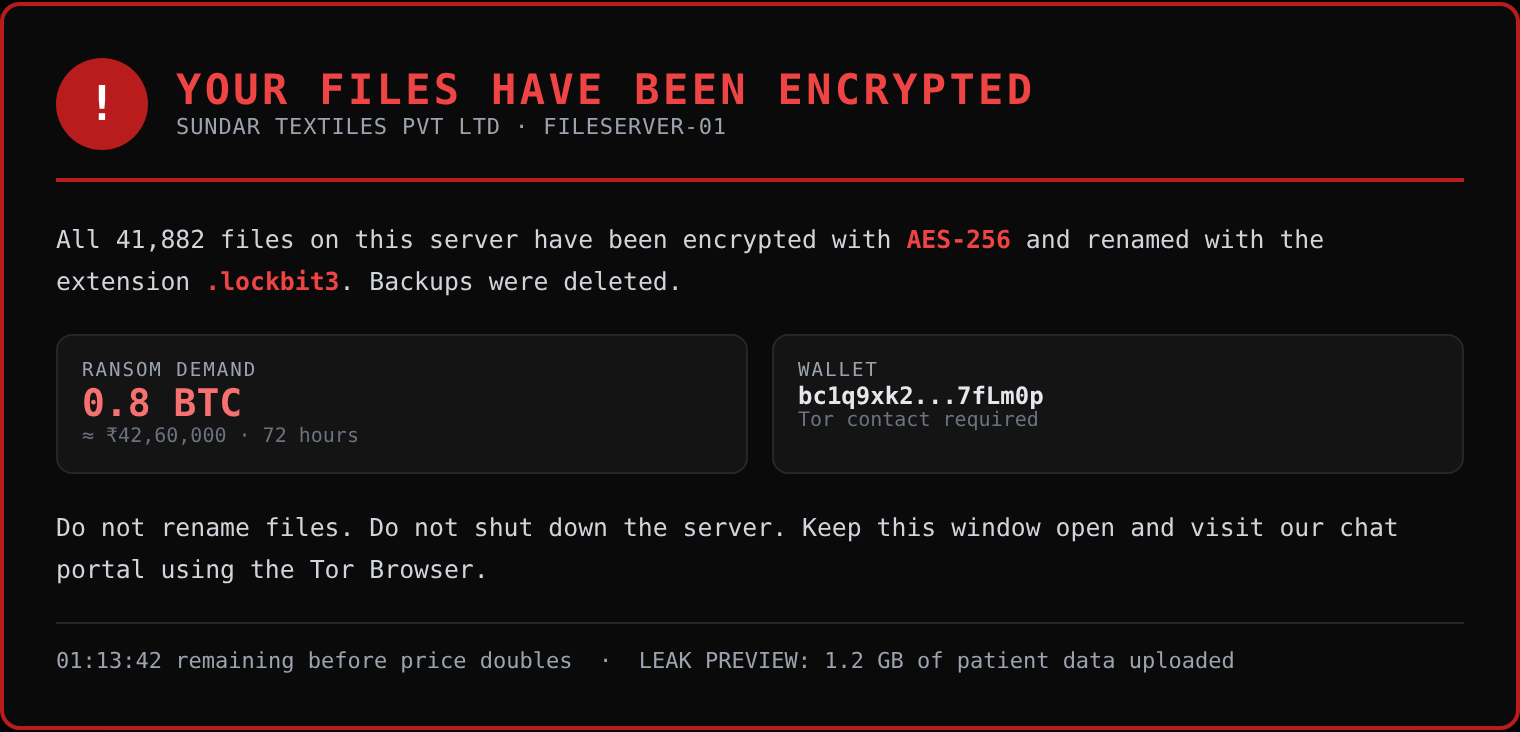 !
YOUR FILES HAVE BEEN ENCRYPTED
SUNDAR TEXTILES PVT LTD · FILESERVER-01
All 41,882 files on this server have been encrypted with AES-256 and renamed with the
extension .lockbit3. Backups were deleted.
RANSOM DEMAND
0.8 BTC
≈ ₹42,60,000 · 72 hours
WALLET
bc1q9xk2...7fLm0p
Tor contact required
Do not rename files. Do not shut down the server. Keep this window open and visit our chat
portal using the Tor Browser.
01:13:42 remaining before price doubles · LEAK PREVIEW: 1.2 GB of patient data uploaded